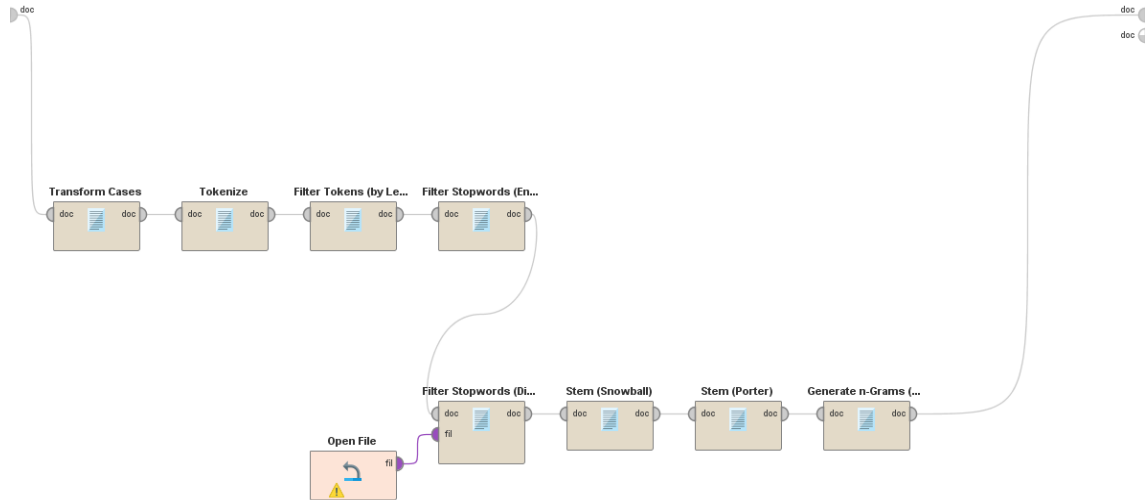 doc
doc
doc
Transform Cases
Tokenize
Filter Tokens (by Le...
Filter Stopwords (En...
doc doc
doc doc
doc doc
doc doc
Filter Stopwords (Di...
Stem (Snowball)
Stem (Porter)
Generate n-Grams (...
doc doc
doc doc
doc doc
doc doc
fil
Open File
fil